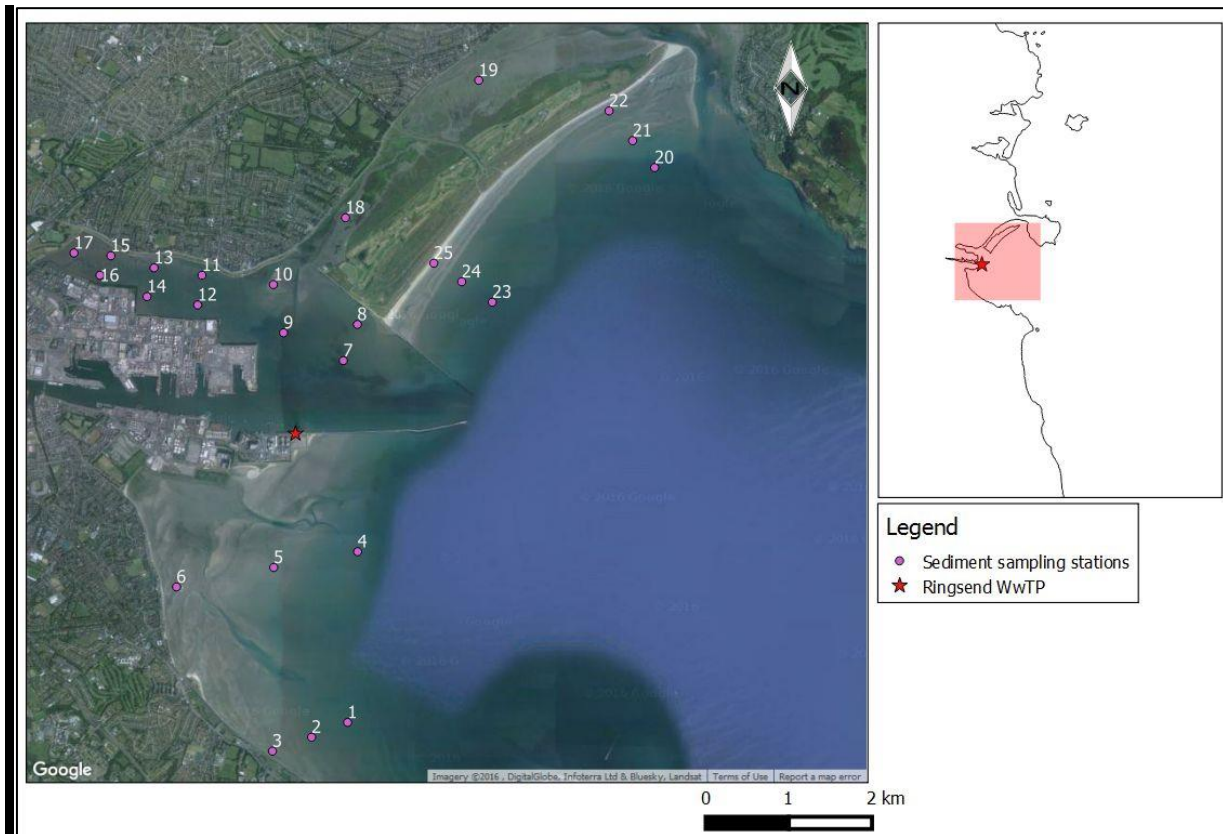 19
22
21
20
18
17
15
13
16
14
11
12
10
25
24
23
9
8
7
4
5
6
1
2
3
N
© 2016 Google
Google
Imagery ©2016 , DigitalGlobe, Infoterra Ltd & Bluesky, Landsat
Terms of Use
Report a map error
0 1 2 km
Legend
Sediment sampling stations
Ringsend WwTP